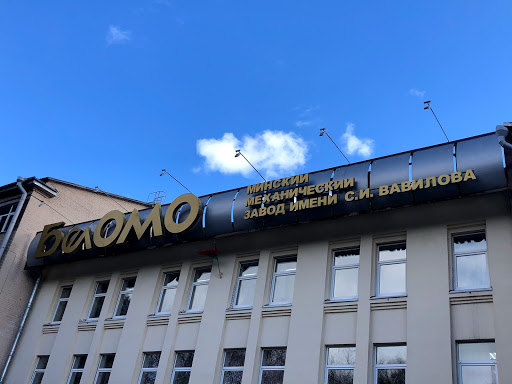 БелОМО
МИНСКИЙ
МЕХАНИЧЕСКИЙ
ЗАВОД ИМЕНИ С.И. ВАВИЛОВА